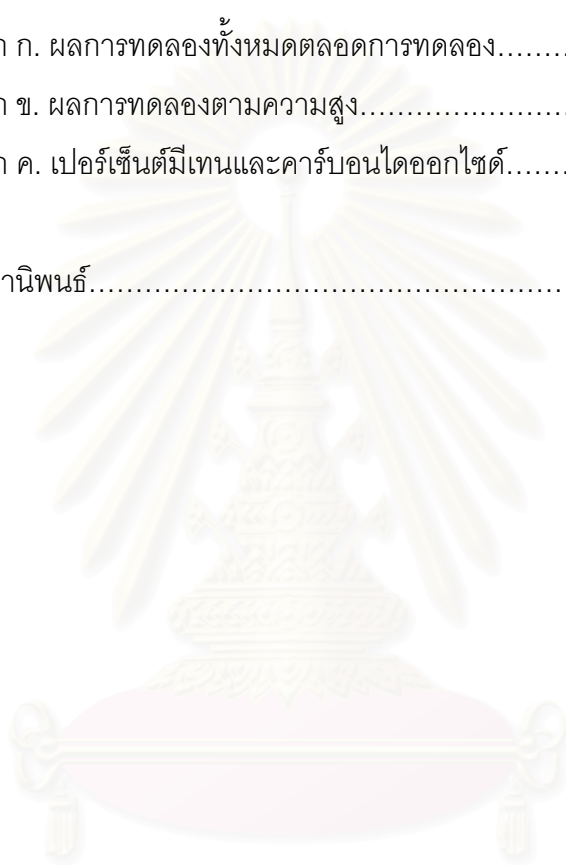 ก ก. ผลการทดลองทั้งหมดตลอดการทดลอง........
ก ข. ผลการทดลองตามความสูง........................
ก ค. เปอร์เซ็นต์มีเทนและคาร์บอนไดออกไซด์.......
านิพนธ์....................................................